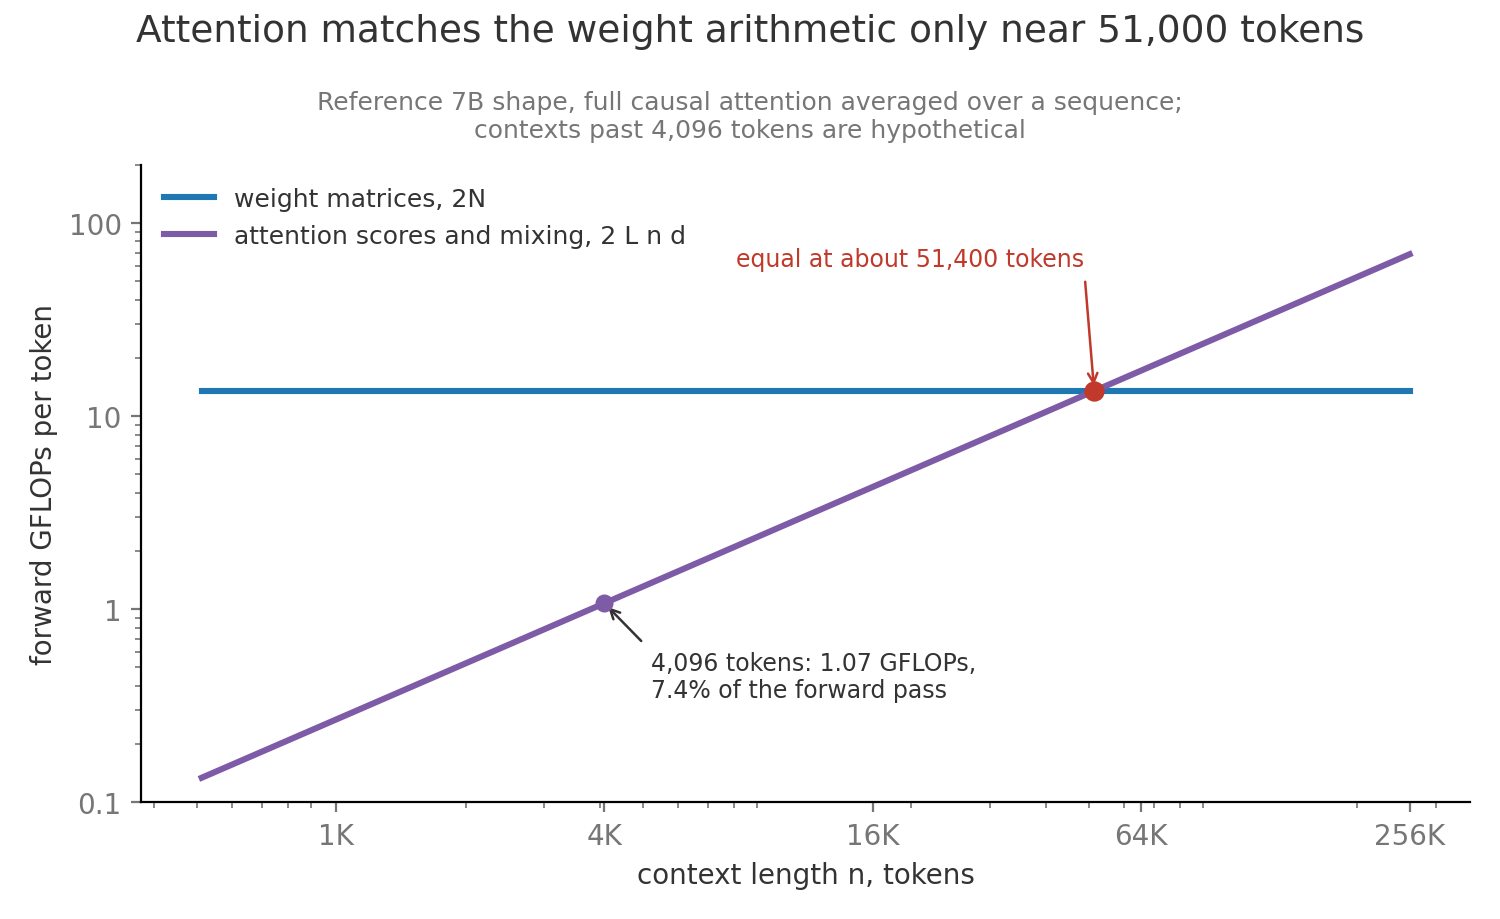 Attention matches the weight arithmetic only near 51,000 tokens
Reference 7B shape, full causal attention averaged over a sequence;
contexts past 4,096 tokens are hypothetical
weight matrices, 2N
attention scores and mixing, 2 L n d
equal at about 51,400 tokens
4,096 tokens: 1.07 GFLOPs,
7.4% of the forward pass
forward GFLOPs per token
100
10
1
0.1
1K
4K
16K
64K
256K
context length n, tokens